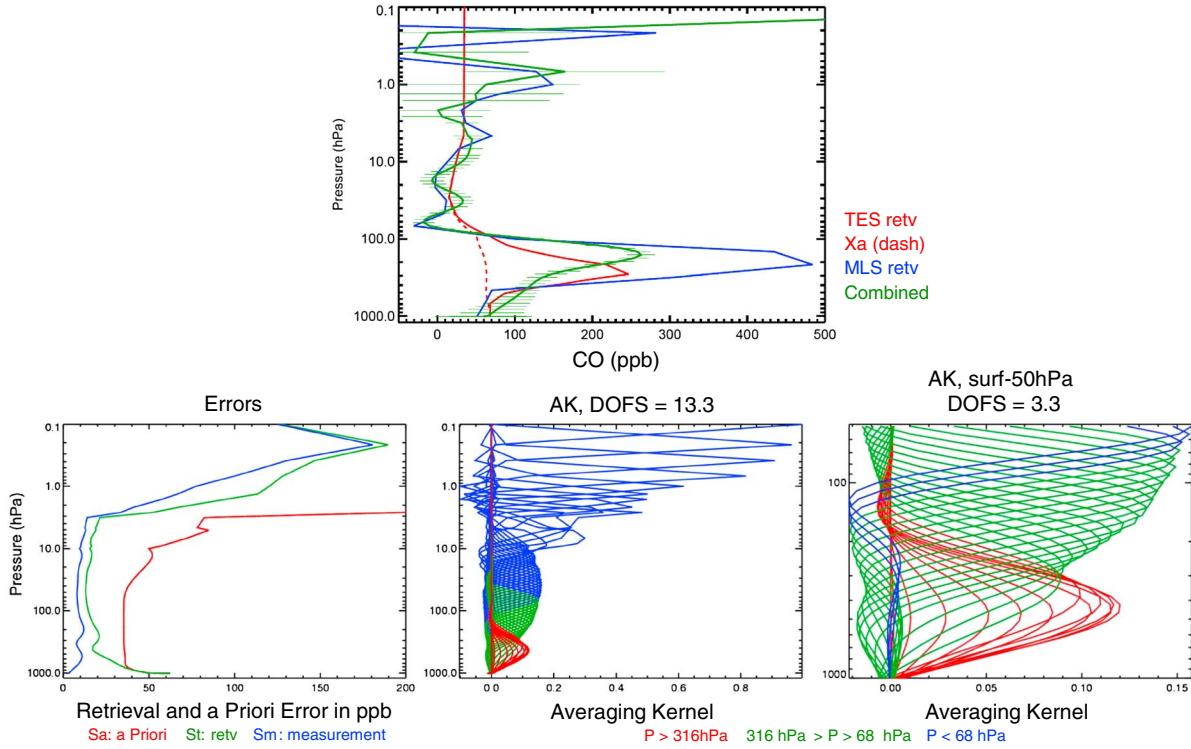 0.1
1.0
10.0
100.0
1000.0
Pressure (hPa)
0 100 200 300 400 500
CO (ppb)
TES retv
Xa (dash)
MLS retv
Combined
Errors
0.1
1.0
10.0
100.0
1000.0
Pressure (hPa)
0 50 100 150 200
Retrieval and a Priori Error in ppb
Sa: a Priori St: retv Sm: measurement
AK, DOFS = 13.3
0.1
1.0
10.0
100.0
1000.0
0.0 0.2 0.4 0.6 0.8
Averaging Kernel
AK, surf-50hPa
DOFS = 3.3
100
1000
0.00 0.05 0.10 0.15
Averaging Kernel
P > 316hPa 316 hPa > P > 68 hPa P < 68 hPa